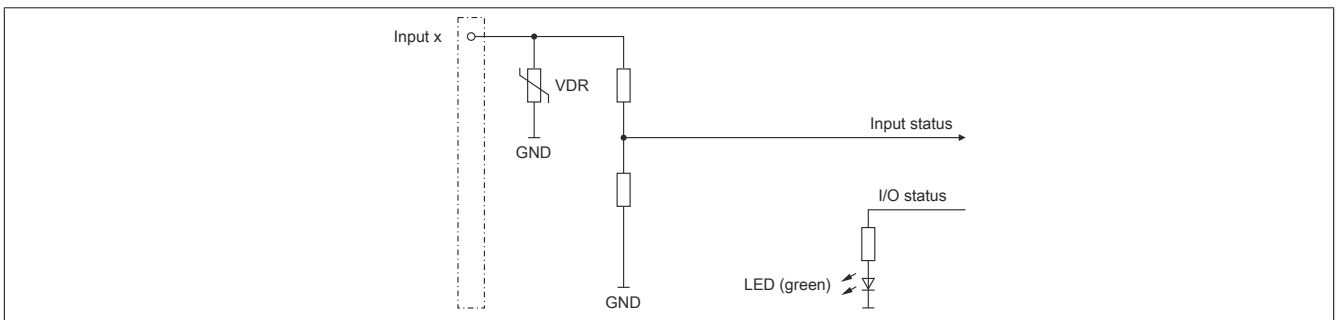 Input x
VDR
GND
Input status
I/O status
LED (green)
GND